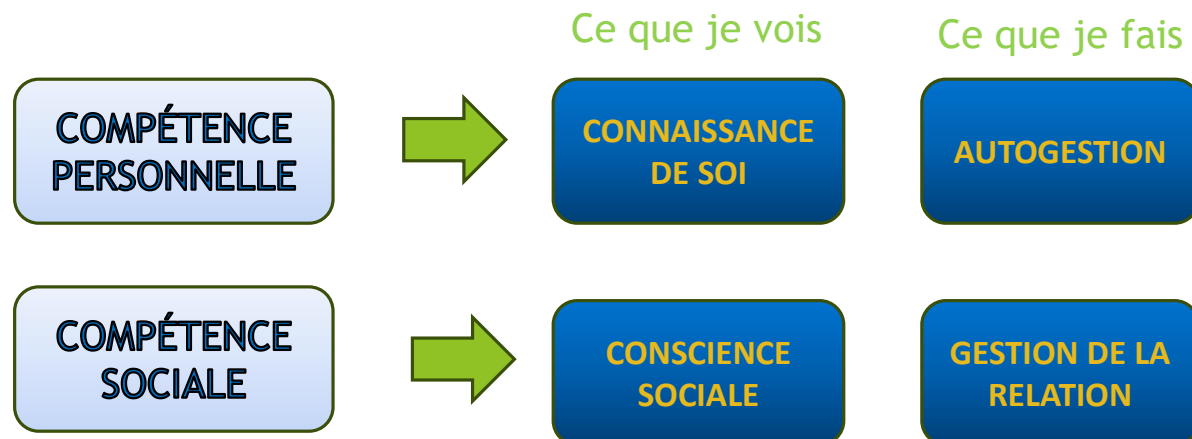 Ce que je vois
Ce que je fais
COMPÉTENCE
PERSONNELLE
CONNAISSANCE
DE SOI
AUTOGESTION
COMPÉTENCE
SOCIALE
CONSCIENCE
SOCIALE
GESTION DE LA
RELATION